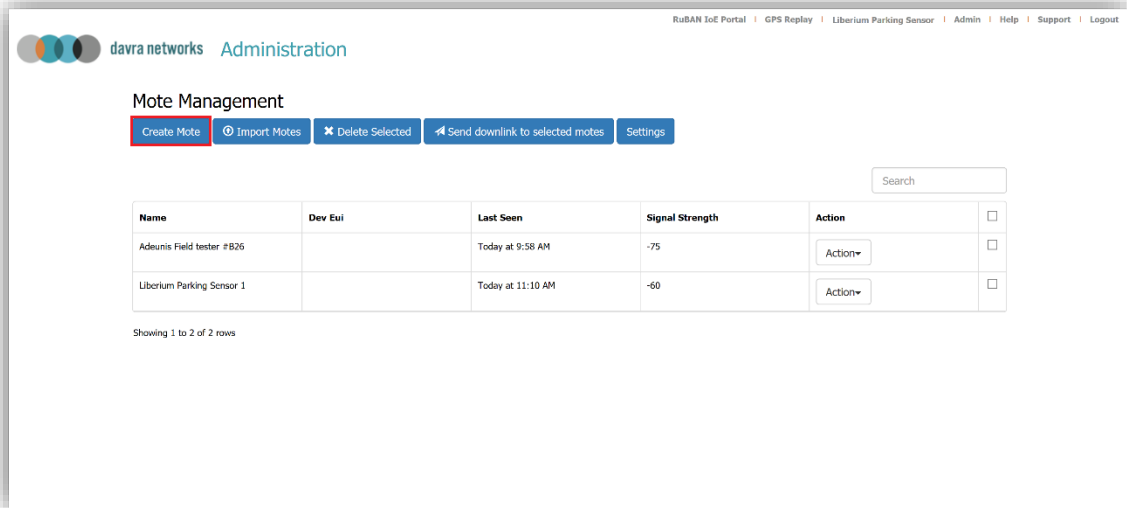 RuBAN IoE Portal | GPS Replay | Liberium Parking Sensor | Admin | Help | Support | Logout
davra networks Administration
Mote Management
Create Mote Import Motes Delete Selected Send downlink to selected motes Settings
Search
Name Dev Eui Last Seen Signal Strength Action
Adeunis Field tester #B26 Today at 9:58 AM -75 Action
Liberium Parking Sensor 1 Today at 11:10 AM -60 Action
Showing 1 to 2 of 2 rows